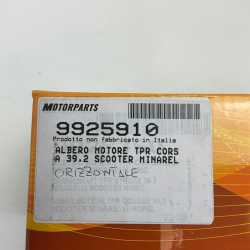 MOTORPARTS
9925910
Prodotto non fabbricato in Italia
ALBERO MOTORE TPR CORS
A 39.2 SCOOTER MINAREL
ORIZZONTALE